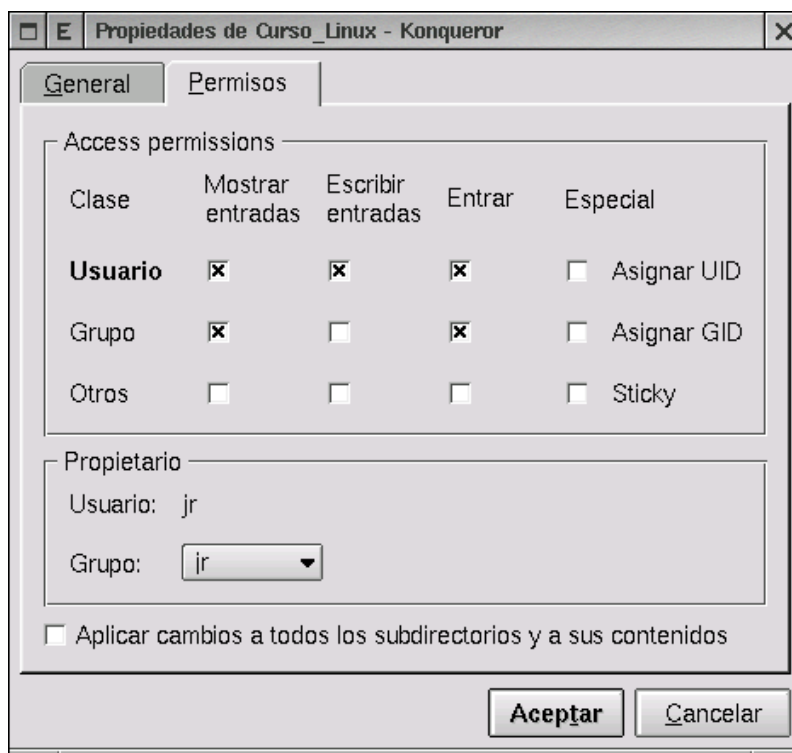 E Propiedades de Curso_Linux - Konqueror
General Permisos
Access permissions
Clase Mostrar entradas Escribir entradas Entrar Especial
Usuario Asignar UID
Grupo Asignar GID
Otros Sticky
Propietario
Usuario: jr
Grupo: jr
Aplicar cambios a todos los subdirectorios y a sus contenidos
Aceptar Cancelar